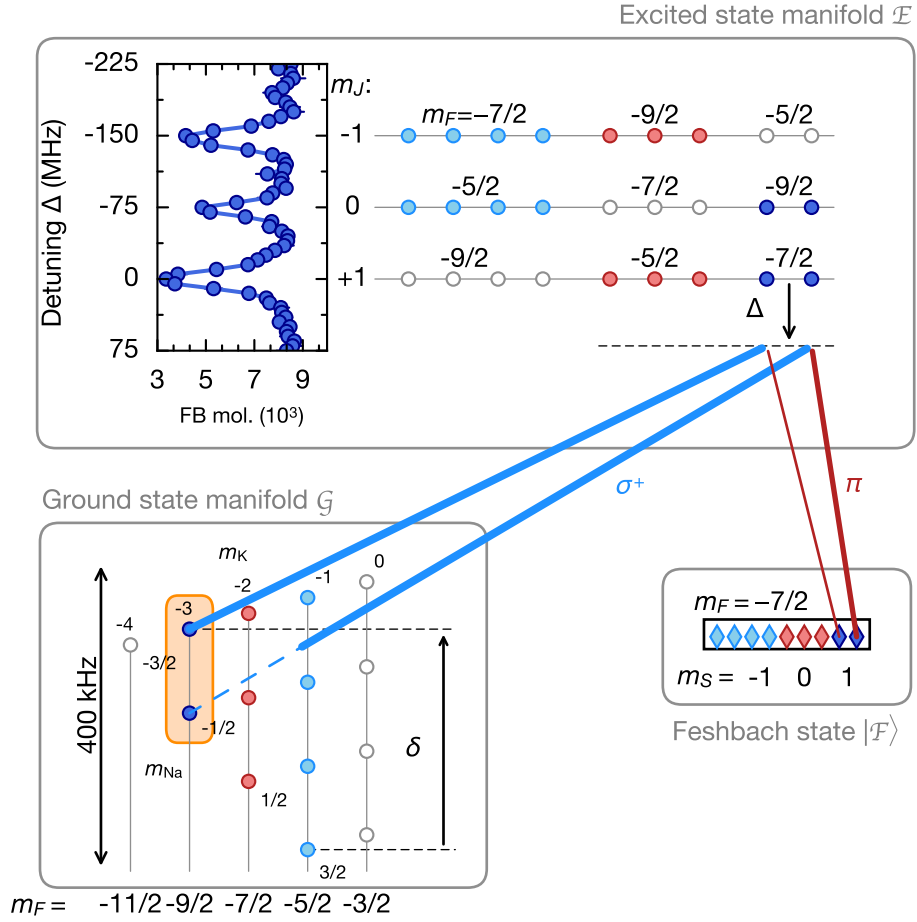 Excited state manifold ℰ
-225
-150
-75
0
75
Detuning Δ (MHz)
3 5 7 9
FB mol. (10³)
m_J:
-1
0
+1
m_F=-7/2 -9/2 -5/2
-5/2 -7/2 -9/2
-9/2 -5/2 -7/2
Δ
σ⁺
π
Ground state manifold 𝒢
m_K
0
-1
-2
-3
-4
-3/2
-1/2
m_Na
1/2
3/2
400 kHz
δ
m_F = -11/2 -9/2 -7/2 -5/2 -3/2
m_F = -7/2
m_S = -1 0 1
Feshbach state |ℱ⟩